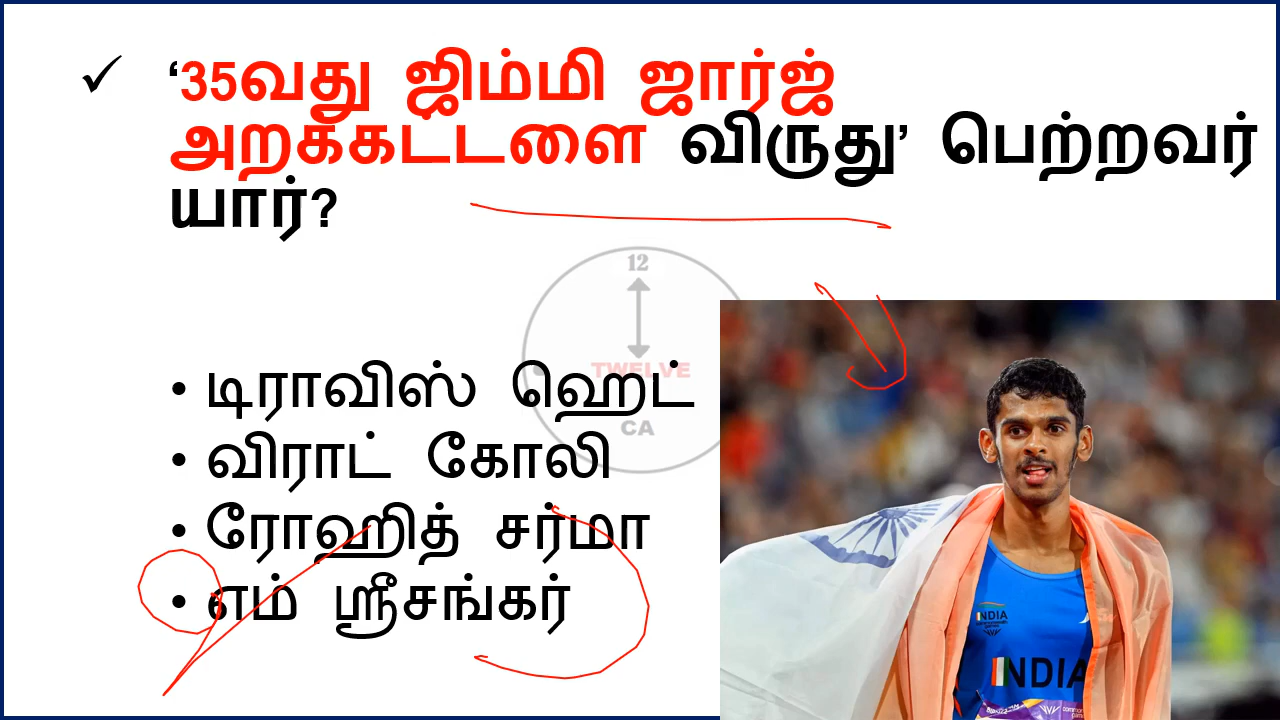 ‘35வது ஜிம்மி ஜார்ஜ்
அறக்கட்டளை விருது’ பெற்றவர்
யார்?
12
TWELVE
CA
• டிராவிஸ் ஹெட்
• விராட் கோலி
• ரோஹித் சர்மா
• எம் ஸ்ரீசங்கர்
INDIA
INDIA